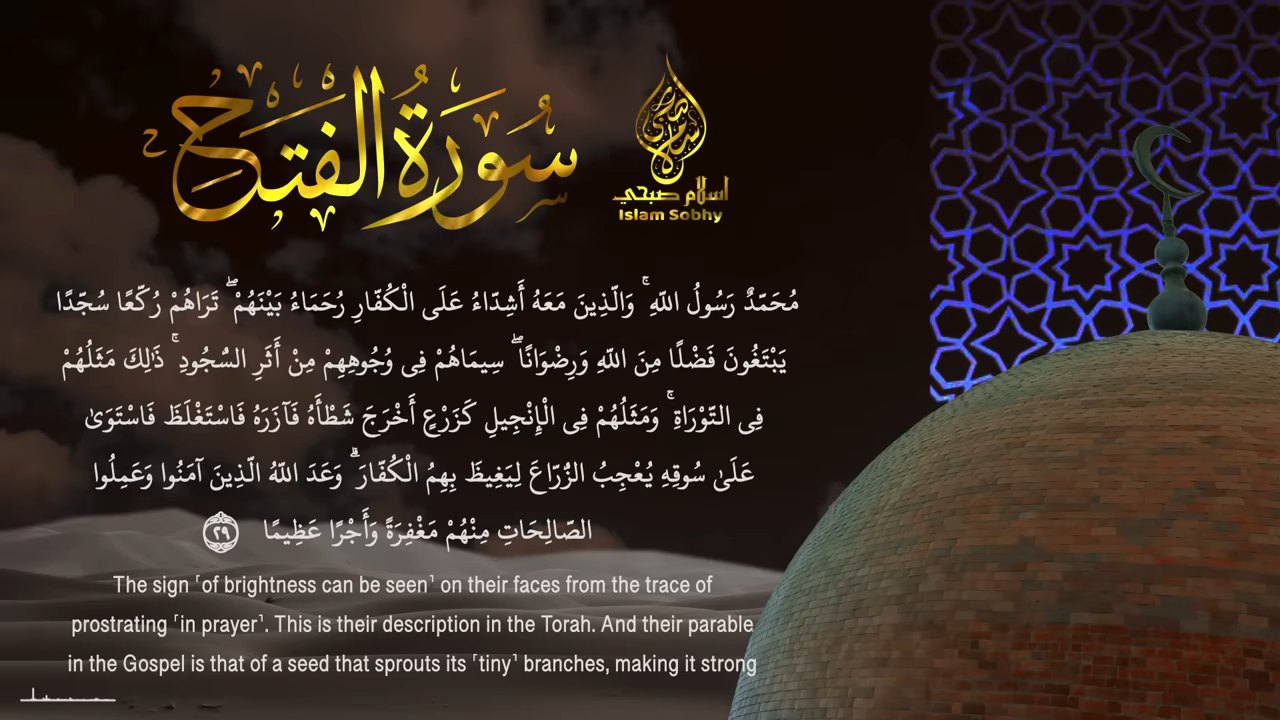 سُورَةُ الْفَتْحِ
اسلام صبحي
Islam Sobhy
مُحَمَّدٌ رَسُولُ اللَّهِ ۚ وَالَّذِينَ مَعَهُ أَشِدَّاءُ عَلَى الْكُفَّارِ رُحَمَاءُ بَيْنَهُمْ ۖ تَرَاهُمْ رُكَّعًا سُجَّدًا
يَبْتَغُونَ فَضْلًا مِنَ اللَّهِ وَرِضْوَانًا ۖ سِيمَاهُمْ فِى وُجُوهِهِمْ مِنْ أَثَرِ السُّجُودِ ۚ ذَٰلِكَ مَثَلُهُمْ
فِى التَّوْرَاةِ ۚ وَمَثَلُهُمْ فِى الْإِنْجِيلِ كَزَرْعٍ أَخْرَجَ شَطْأَهُ فَآزَرَهُ فَاسْتَغْلَظَ فَاسْتَوَىٰ
عَلَىٰ سُوقِهِ يُعْجِبُ الزُّرَّاعَ لِيَغِيظَ بِهِمُ الْكُفَّارَ ۗ وَعَدَ اللَّهُ الَّذِينَ آمَنُوا وَعَمِلُوا
الصَّالِحَاتِ مِنْهُمْ مَغْفِرَةً وَأَجْرًا عَظِيمًا ٢٩
The sign ˹of brightness can be seen˺ on their faces from the trace of
prostrating ˹in prayer˺. This is their description in the Torah. And their parable
in the Gospel is that of a seed that sprouts its ˹tiny˺ branches, making it strong